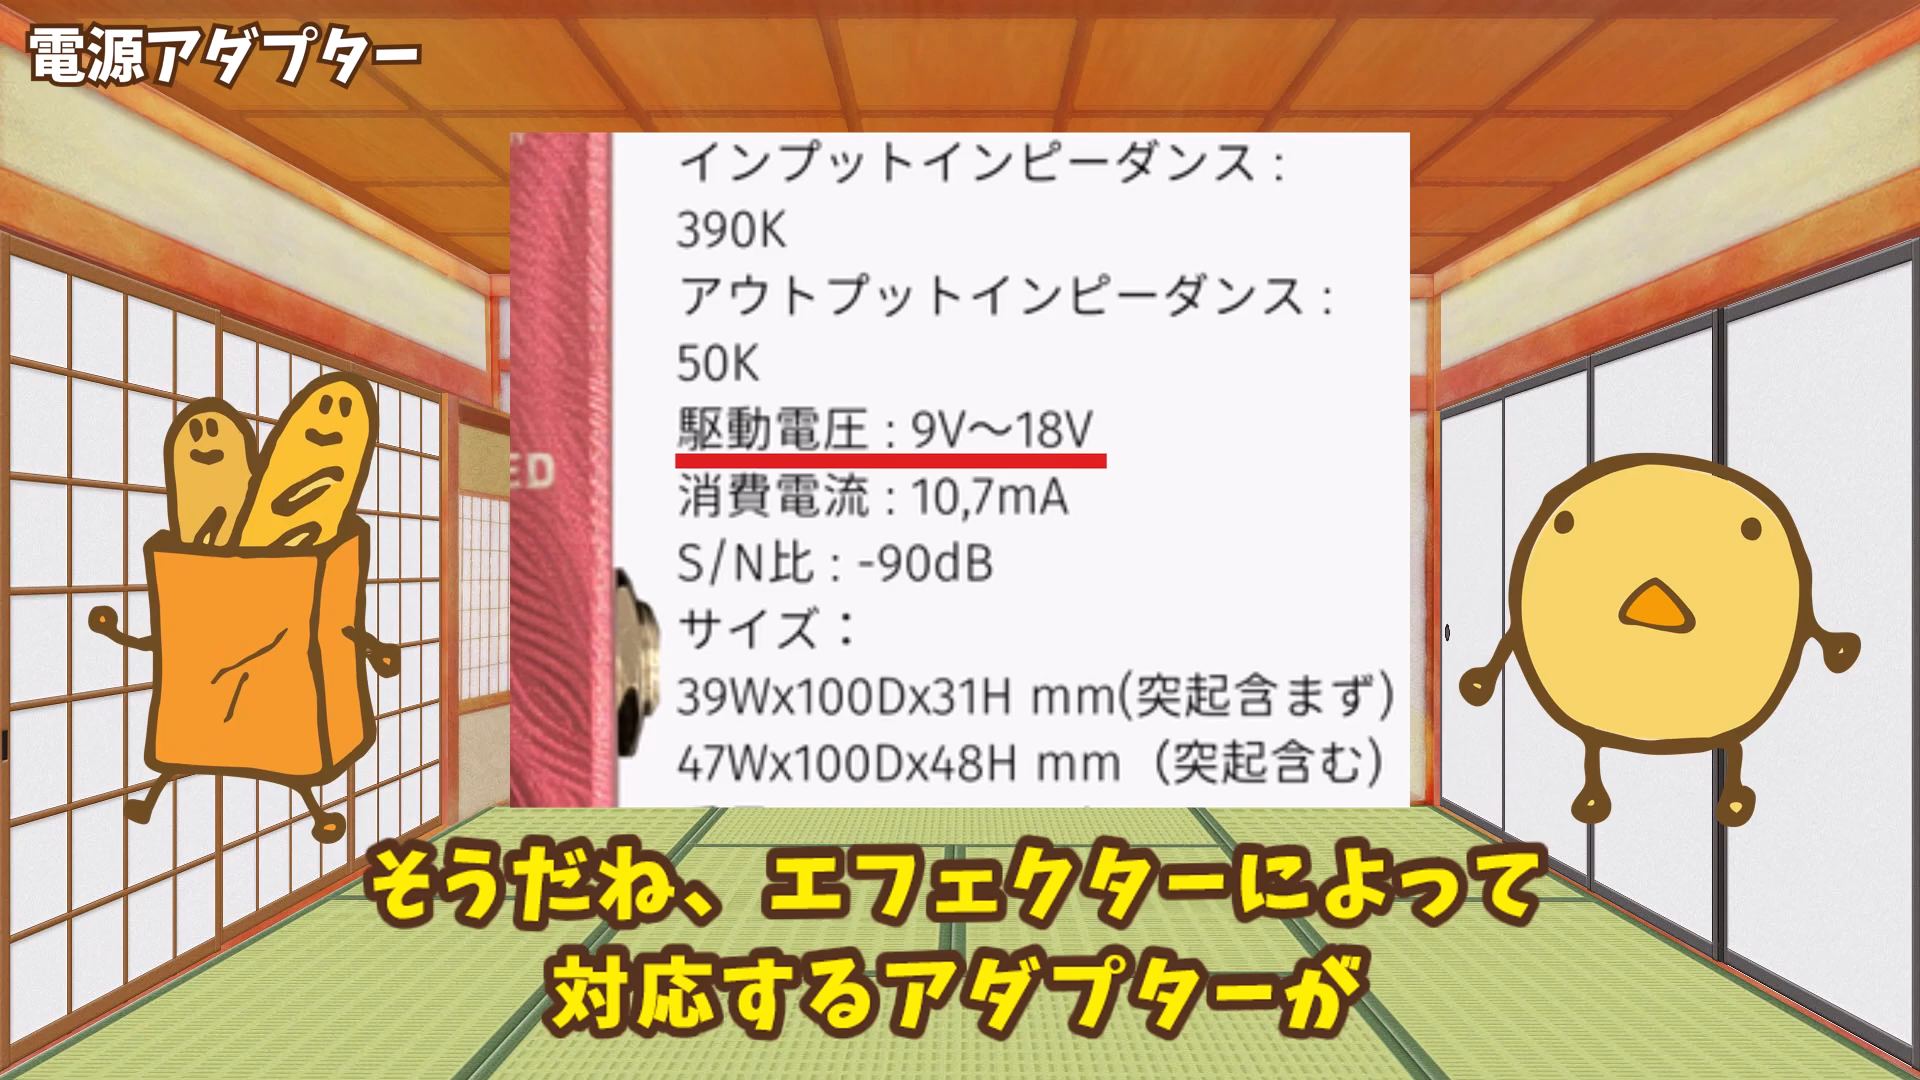 電源アダプター
インプットインピーダンス :
390K
アウトプットインピーダンス :
50K
駆動電圧 : 9V～18V
ED
消費電流 : 10,7mA
S/N比 : -90dB
サイズ：
39Wx100Dx31H mm(突起含まず)
47Wx100Dx48H mm（突起含む）
そうだね、エフェクターによって
対応するアダプターが